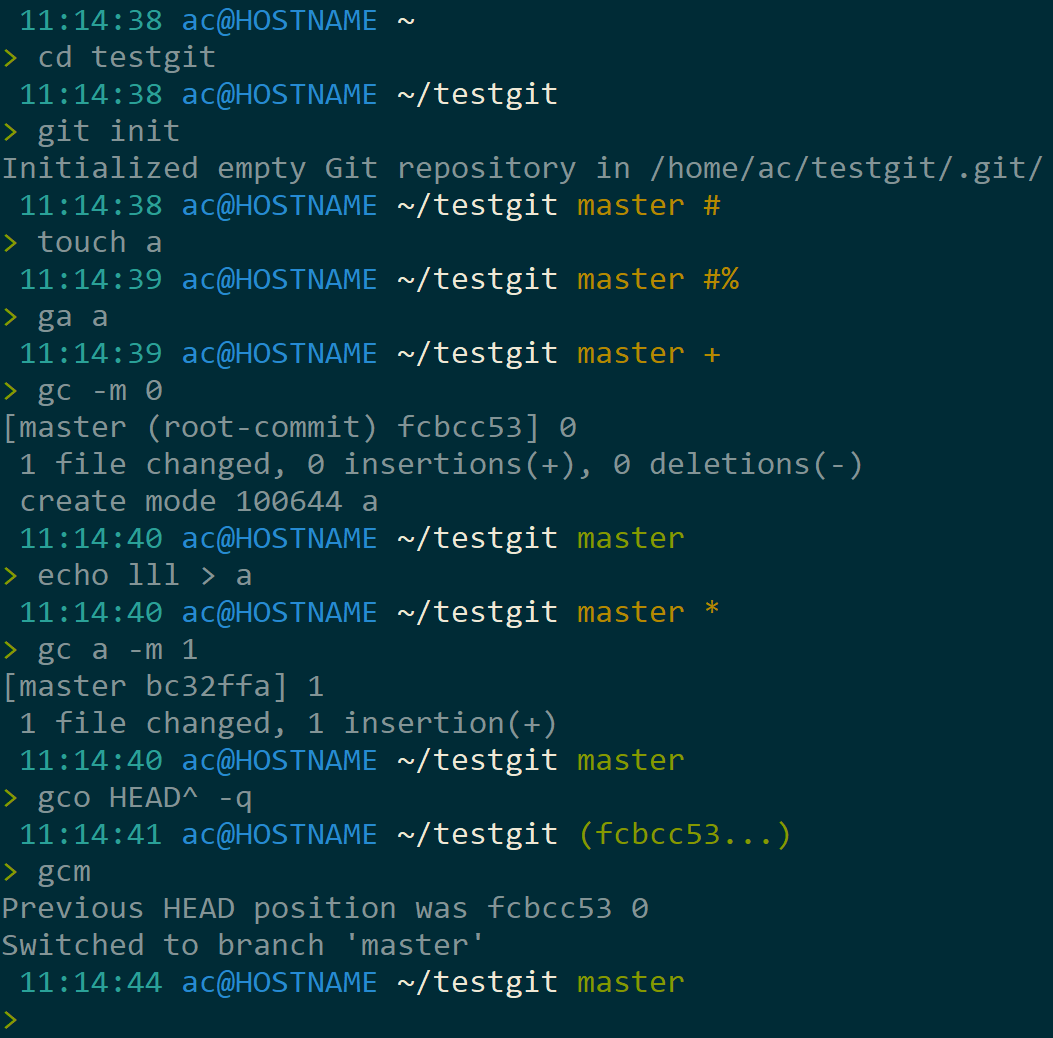 11:14:38 ac@HOSTNAME ~
> cd testgit
11:14:38 ac@HOSTNAME ~/testgit
> git init
Initialized empty Git repository in /home/ac/testgit/.git/
11:14:38 ac@HOSTNAME ~/testgit master #
> touch a
11:14:39 ac@HOSTNAME ~/testgit master #%
> ga a
11:14:39 ac@HOSTNAME ~/testgit master +
> gc -m 0
[master (root-commit) fcbcc53] 0
1 file changed, 0 insertions(+), 0 deletions(-)
create mode 100644 a
11:14:40 ac@HOSTNAME ~/testgit master
> echo lll > a
11:14:40 ac@HOSTNAME ~/testgit master *
> gc a -m 1
[master bc32ffa] 1
1 file changed, 1 insertion(+)
11:14:40 ac@HOSTNAME ~/testgit master
> gco HEAD^ -q
11:14:41 ac@HOSTNAME ~/testgit (fcbcc53...)
> gcm
Previous HEAD position was fcbcc53 0
Switched to branch 'master'
11:14:44 ac@HOSTNAME ~/testgit master
>